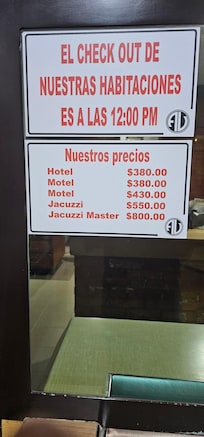 EL CHECK OUT DE
NUESTRAS HABITACIONES
ES A LAS 12:00 PM
Nuestros precios
Hotel $380.00
Motel $380.00
Motel $430.00
Jacuzzi $550.00
Jacuzzi Master $800.00